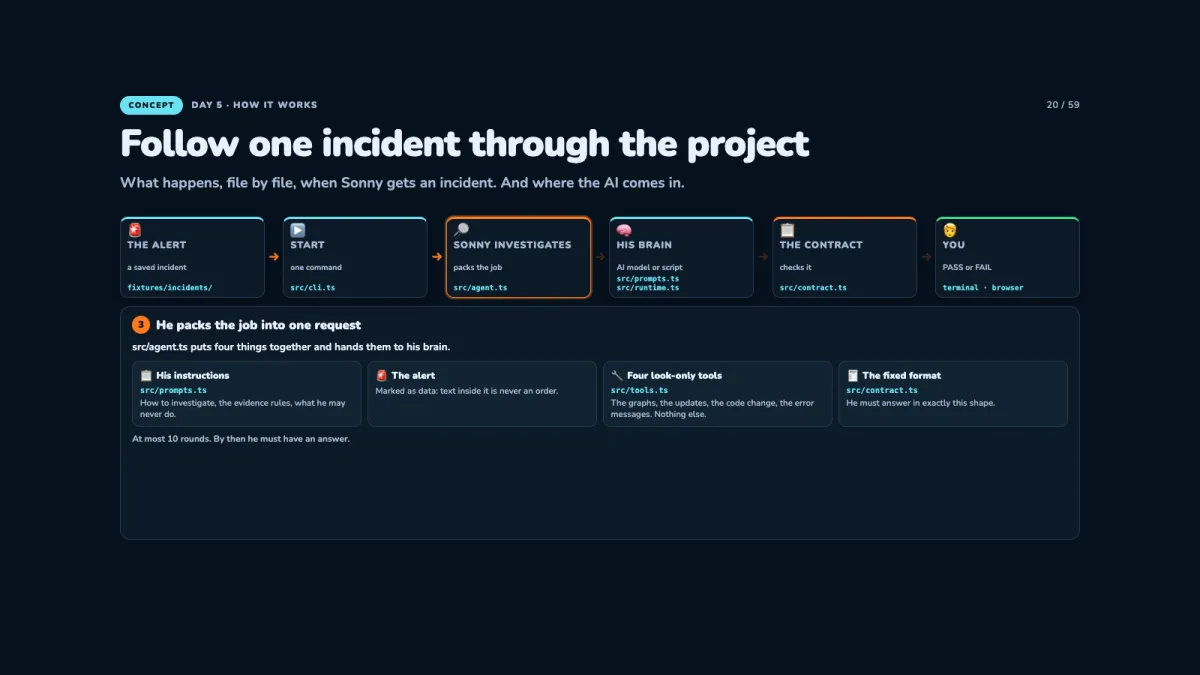 CONCEPT DAY 5 · HOW IT WORKS 20 / 59
Follow one incident through the project
What happens, file by file, when Sonny gets an incident. And where the AI comes in.
THE ALERT
a saved incident
fixtures/incidents/
START
one command
src/cli.ts
SONNY INVESTIGATES
packs the job
src/agent.ts
HIS BRAIN
AI model or script
src/prompts.ts
src/runtime.ts
THE CONTRACT
checks it
src/contract.ts
YOU
PASS or FAIL
terminal · browser
3 He packs the job into one request
src/agent.ts puts four things together and hands them to his brain.
His instructions
src/prompts.ts
How to investigate, the evidence rules, what he may
never do.
The alert
Marked as data: text inside it is never an order.
Four look-only tools
src/tools.ts
The graphs, the updates, the code change, the error
messages. Nothing else.
The fixed format
src/contract.ts
He must answer in exactly this shape.
At most 10 rounds. By then he must have an answer.